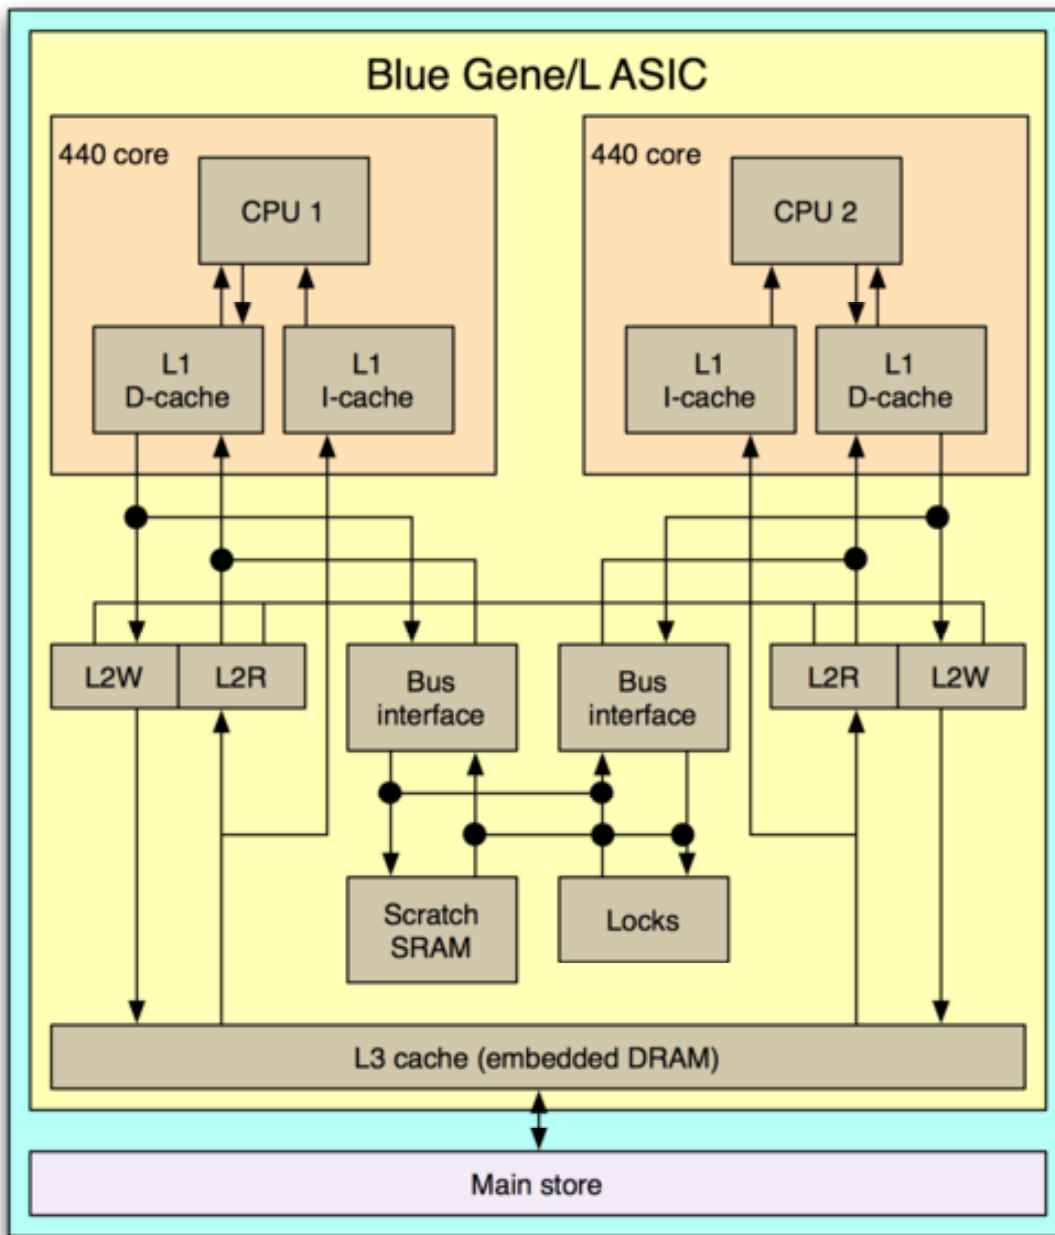 Blue Gene/L ASIC
440 core
440 core
CPU 1
CPU 2
L1
D-cache
L1
I-cache
L1
I-cache
L1
D-cache
L2W
L2R
Bus
interface
Bus
interface
L2R
L2W
Scratch
SRAM
Locks
L3 cache (embedded DRAM)
Main store